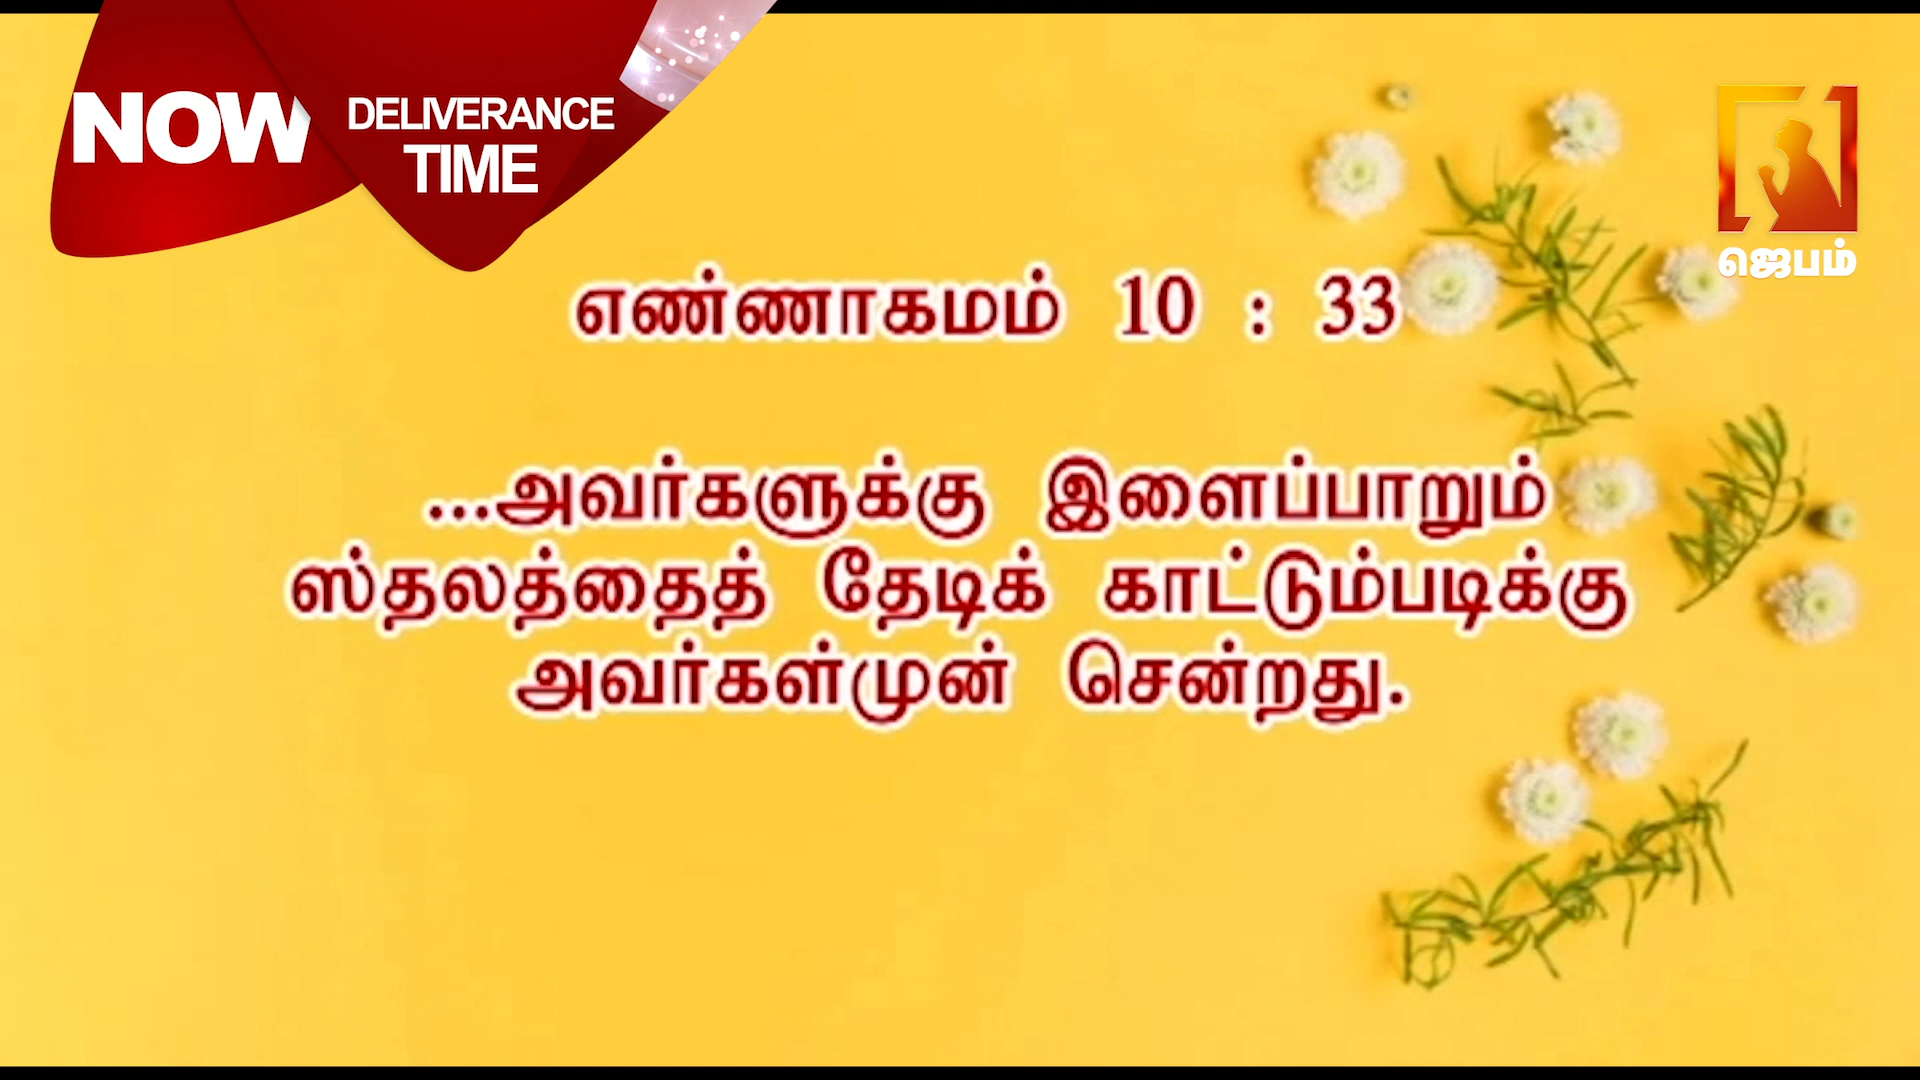 NOW
DELIVERANCE
TIME
ஜெபம்
எண்ணாகமம் 10 : 33
...அவர்களுக்கு இளைப்பாறும்
ஸ்தலத்தைத் தேடிக் காட்டும்படிக்கு
அவர்கள்முன் சென்றது.